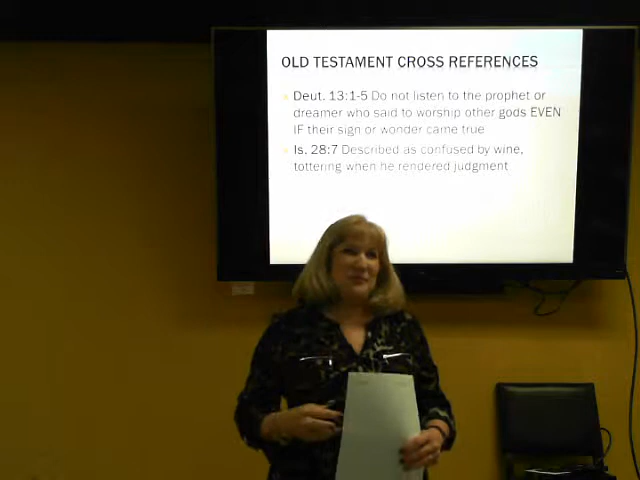 OLD TESTAMENT CROSS REFERENCES
Deut. 13:1-5 Do not listen to the prophet or
dreamer who said to worship other gods EVEN
IF their sign or wonder came true
Is. 28:7 Described as confused by wine,
tottering when he rendered judgment